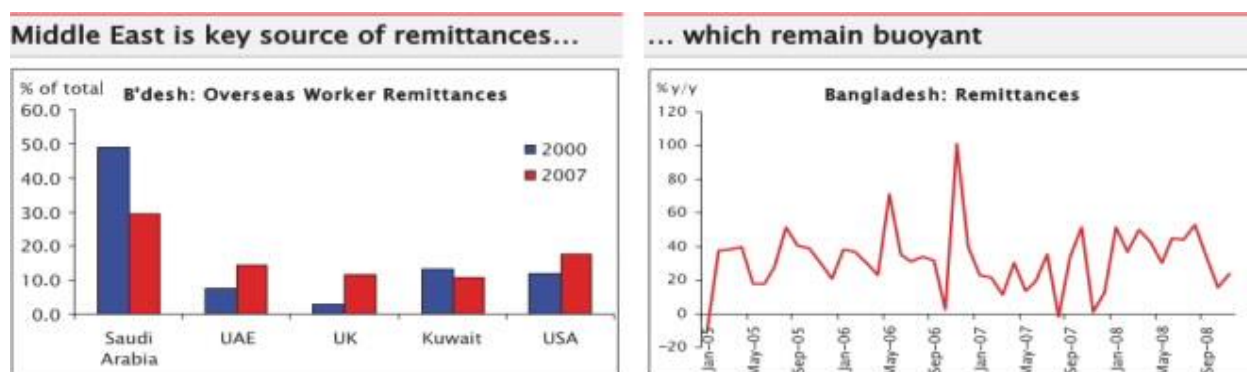 Middle East is key source of remittances...
% of total B'desh: Overseas Worker Remittances
60.0
50.0
40.0
30.0
20.0
10.0
0.0
2000
2007
Saudi Arabia
UAE
UK
Kuwait
USA
... which remain buoyant
% y/y
Bangladesh: Remittances
120
100
80
60
40
20
0
-20
Jan-05
May-05
Sep-05
Jan-06
May-06
Sep-06
Jan-07
May-07
Sep-07
Jan-08
May-08
Sep-08